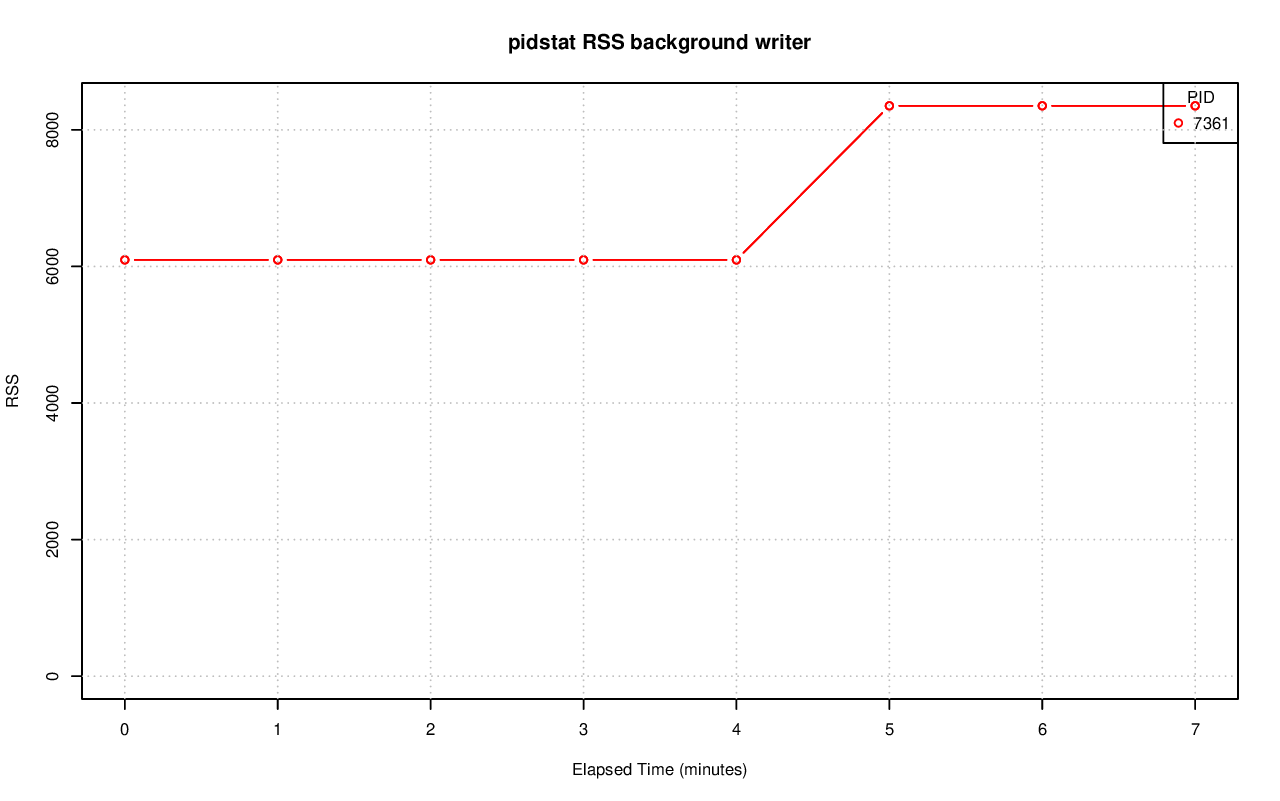 pidstat RSS background writer
PID
7361
8000
6000
4000
2000
0
RSS
0 1 2 3 4 5 6 7
Elapsed Time (minutes)